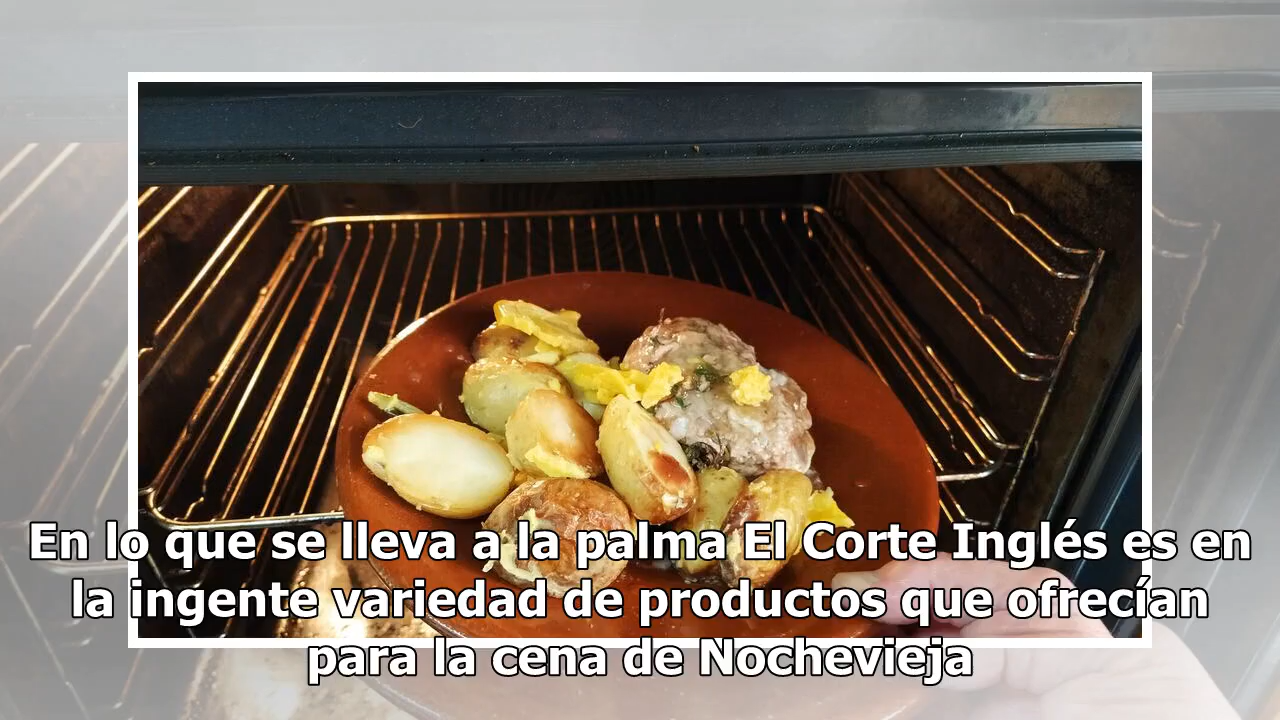 En lo que se lleva a la palma El Corte Inglés es en
la ingente variedad de productos que ofrecían
para la cena de Nochevieja